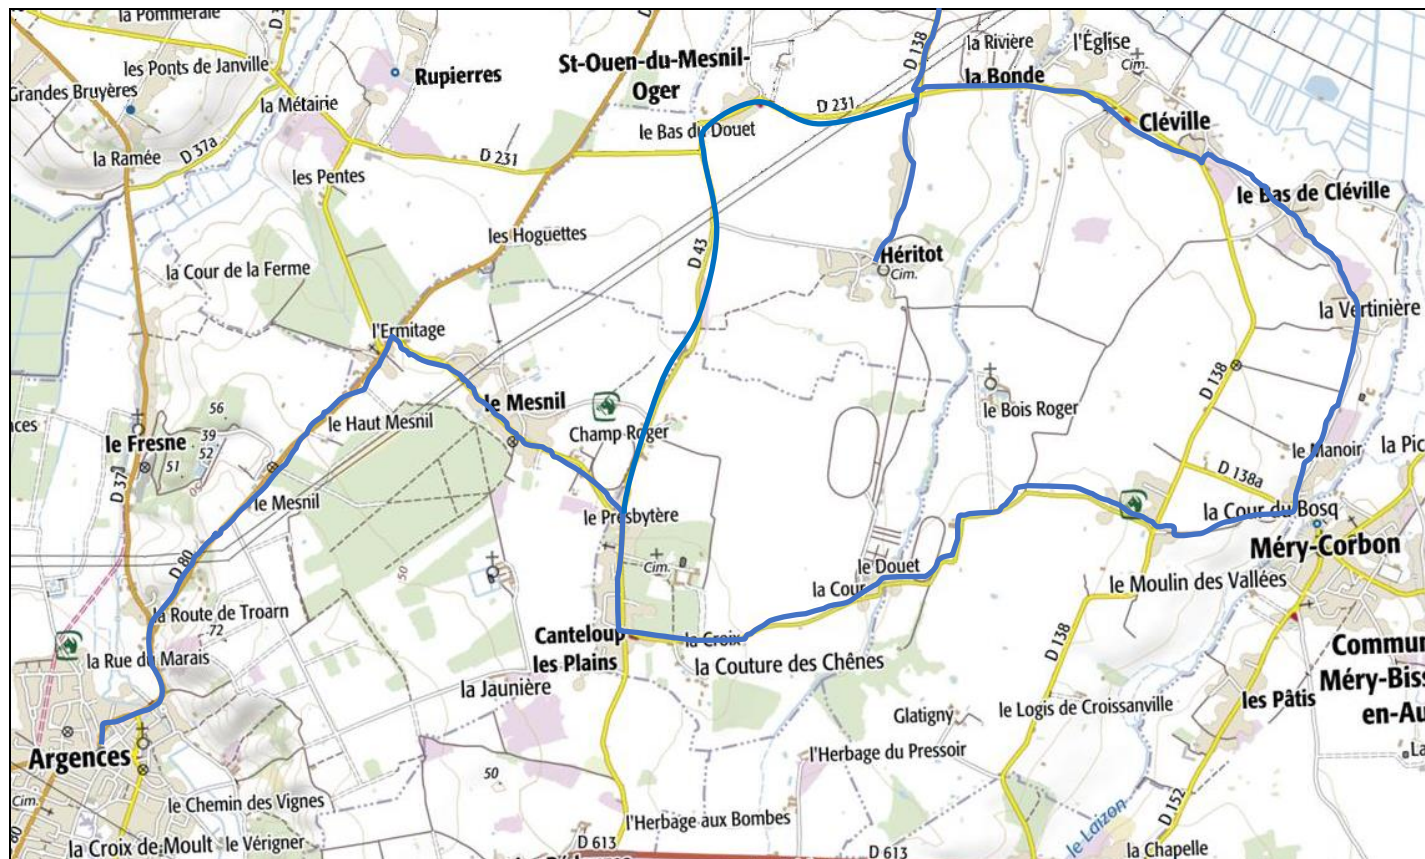 la Pommeraie
D 138
la Rivière
l'Église
Cim.
les Ponts de Janville
Rupierres
St-Ouen-du-Mesnil-
Oger
la Bonde
Grandes Bruyères
la Métairie
D 231
Cléville
le Bas du Douet
la Ramée
D 37a
D 231
les Pentes
le Bas de Cléville
les Hoguettes
D 43
Héritot
Cim.
la Cour de la Ferme
la Vertinière
l'Ermitage
D 138
le Mesnil
le Bois Roger
56
le Haut Mesnil
Champ Roger
le Fresne
39
52
51
50
le Manoir
la Pic
D 37
D 138a
le Mesnil
le Presbytère
la Cour du Bosq
Méry-Corbon
D 80
50
Cim.
le Douet
la Cour
le Moulin des Vallées
la Route de Troarn
72
Canteloup
les Plains
la Croix
D 138
Commun
la Rue du Marais
la Couture des Chênes
la Jaunière
Méry-Biss
en-Au
les Pâtis
le Logis de Croissanville
Glatigny
Argences
l'Herbage du Pressoir
La
50
Cim.
le Chemin des Vignes
D 152
le Laizon
l'Herbage aux Bombes
80
la Croix de Moult
le Vérigner
D 613
D 613
la Chapelle